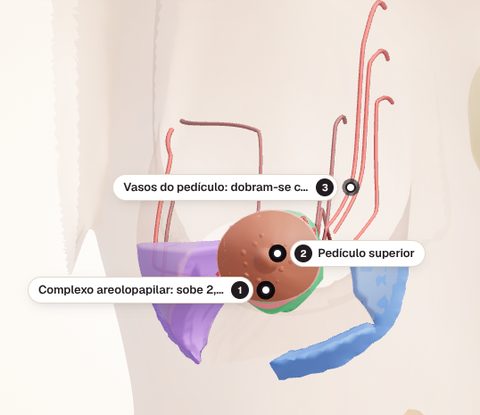 Vasos do pedículo: dobram-se c... 3
2 Pedículo superior
Complexo areolopapilar: sobe 2,... 1